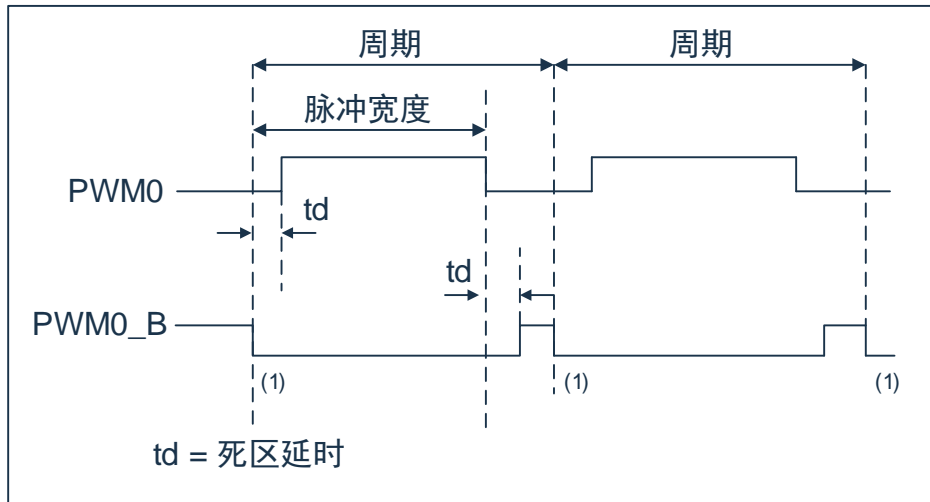 周期 周期
脉冲宽度
PWM0
td
td
PWM0_B
(1) (1) (1)
td = 死区延时